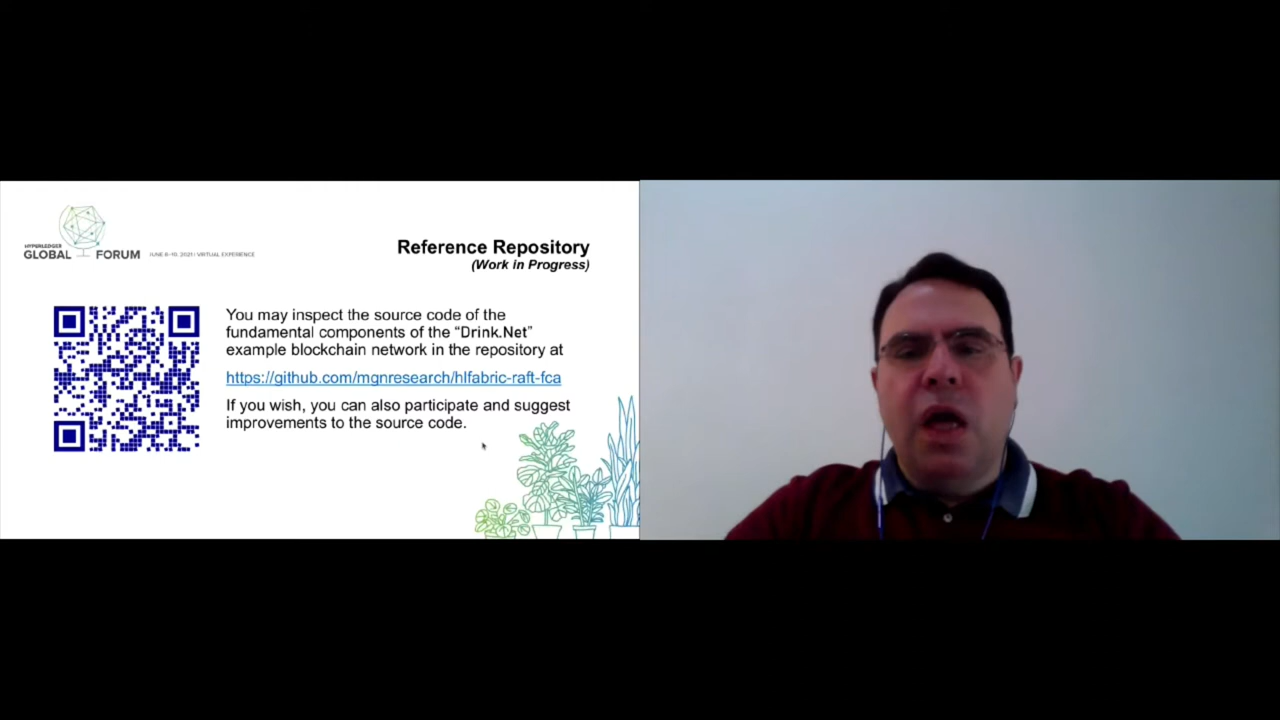 HYPERLEDGER
GLOBAL FORUM JUNE 8-10, 2021 | VIRTUAL EXPERIENCE
Reference Repository
(Work in Progress)
You may inspect the source code of the
fundamental components of the “Drink.Net”
example blockchain network in the repository at
https://github.com/mgnresearch/hlfabric-raft-fca
If you wish, you can also participate and suggest
improvements to the source code.